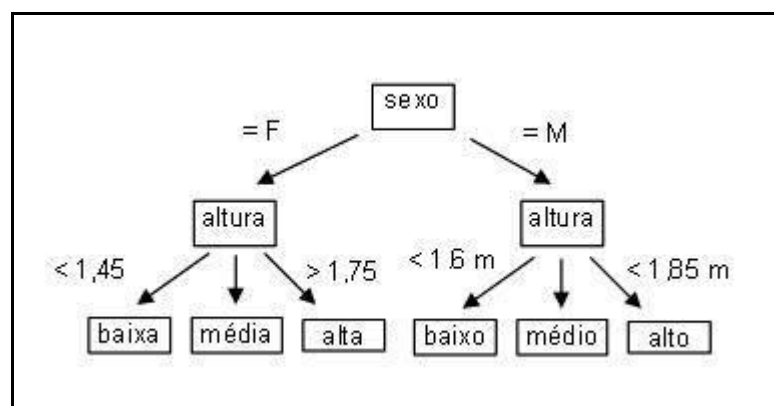 sexo
= F
= M
altura
altura
< 1,45
> 1,75
< 1,6 m
< 1,85 m
baixa
média
alta
baixo
médio
alto